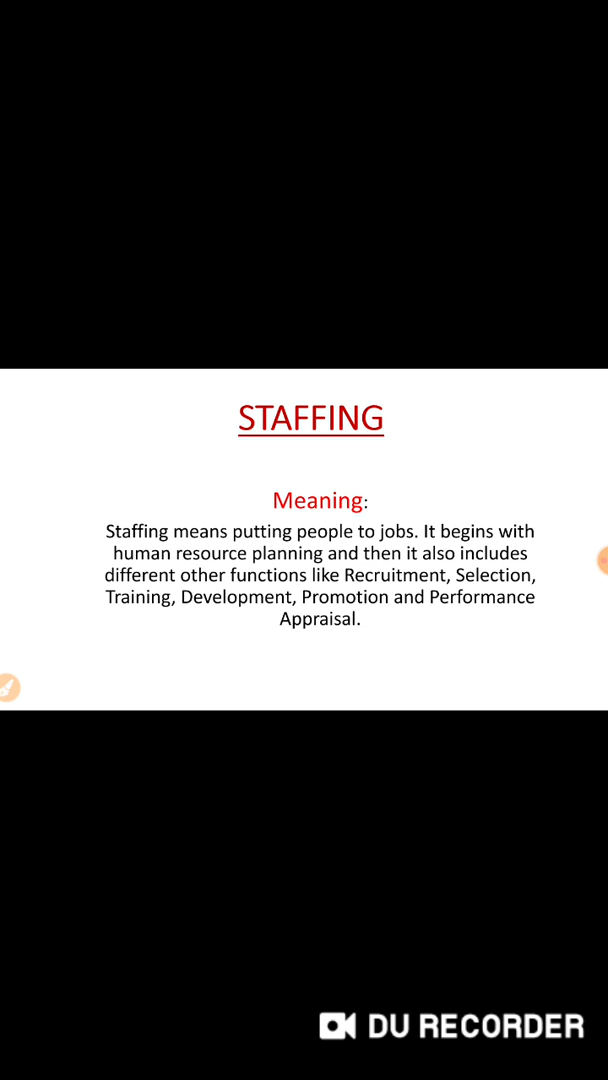 STAFFING
Meaning:
Staffing means putting people to jobs. It begins with
human resource planning and then it also includes
different other functions like Recruitment, Selection,
Training, Development, Promotion and Performance
Appraisal.
DU RECORDER